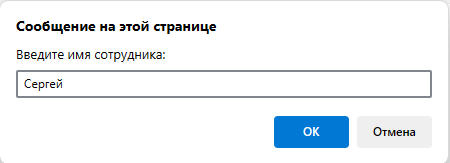 Сообщение на этой странице
Введите имя сотрудника:
Сергей
ОК Отмена